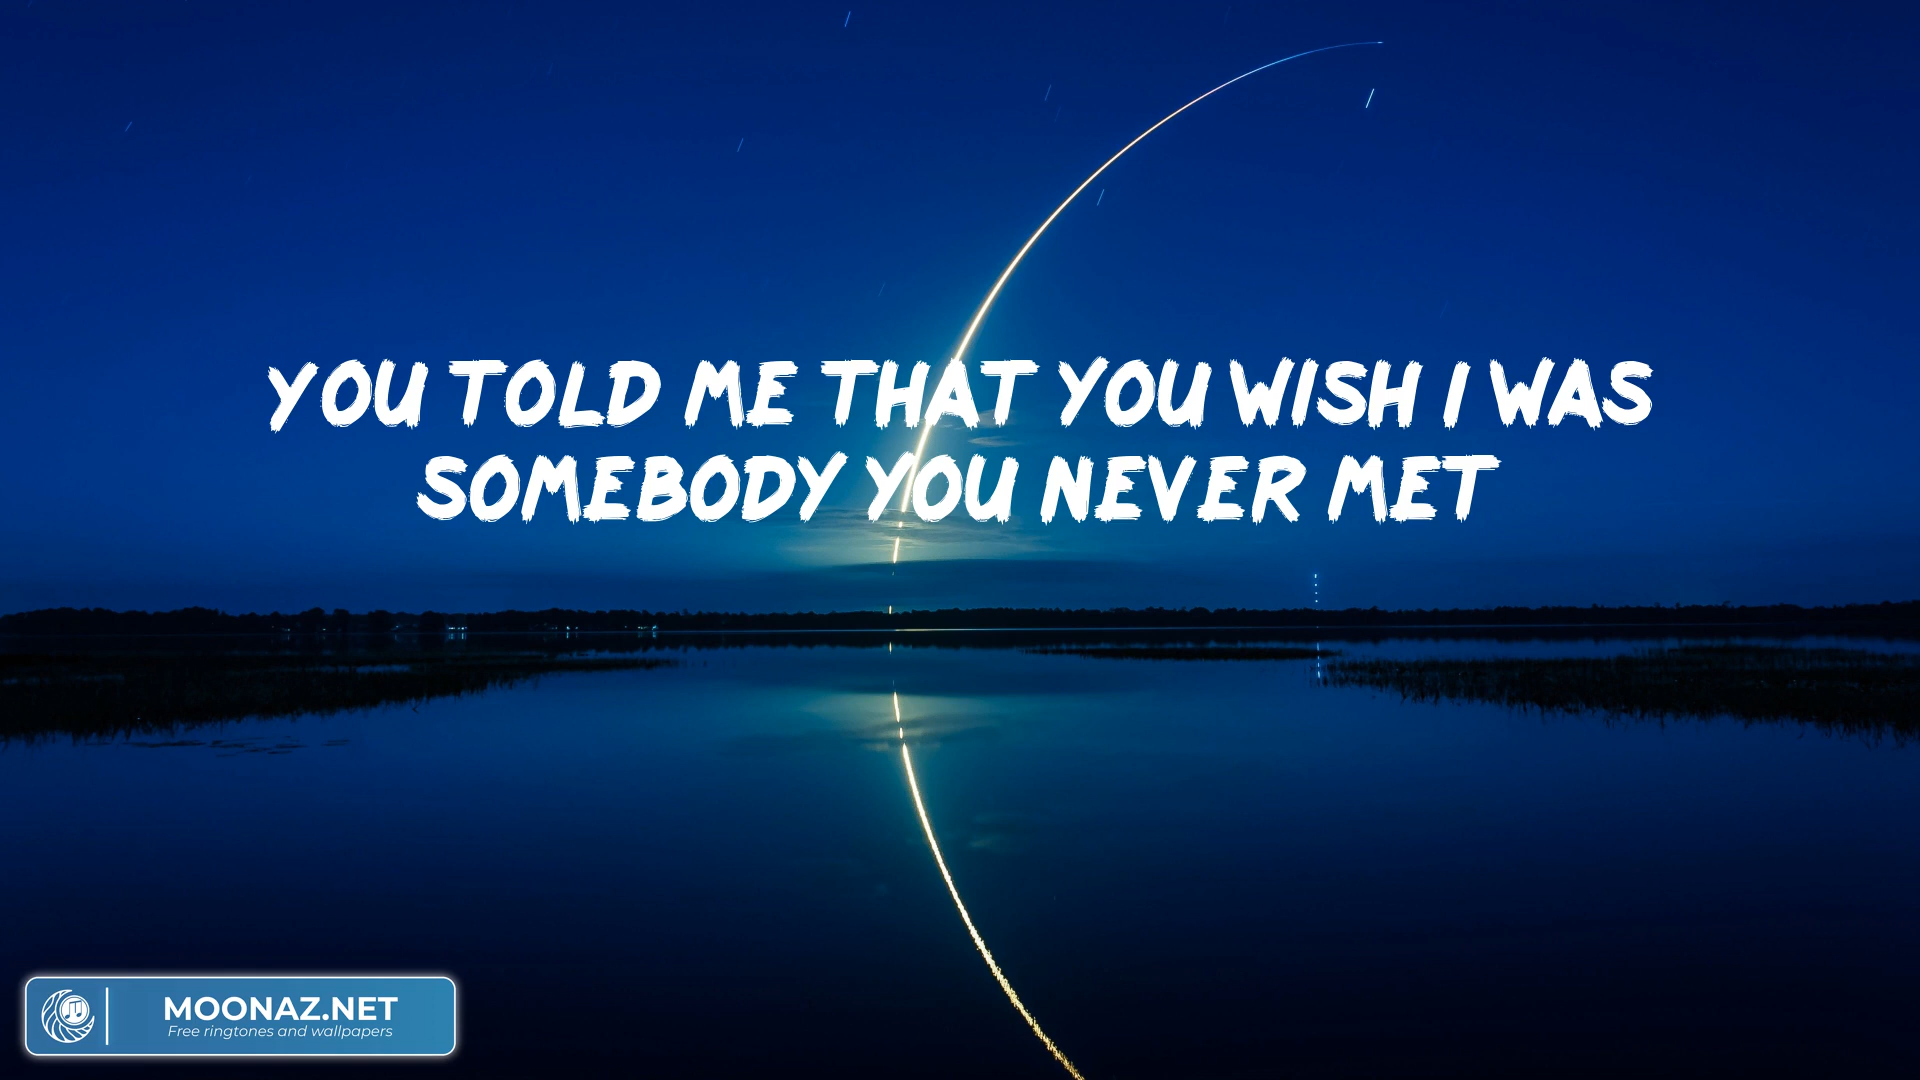 YOU TOLD ME THAT YOU WISH I WAS
SOMEBODY YOU NEVER MET
MOONAZ.NET
Free ringtones and wallpapers